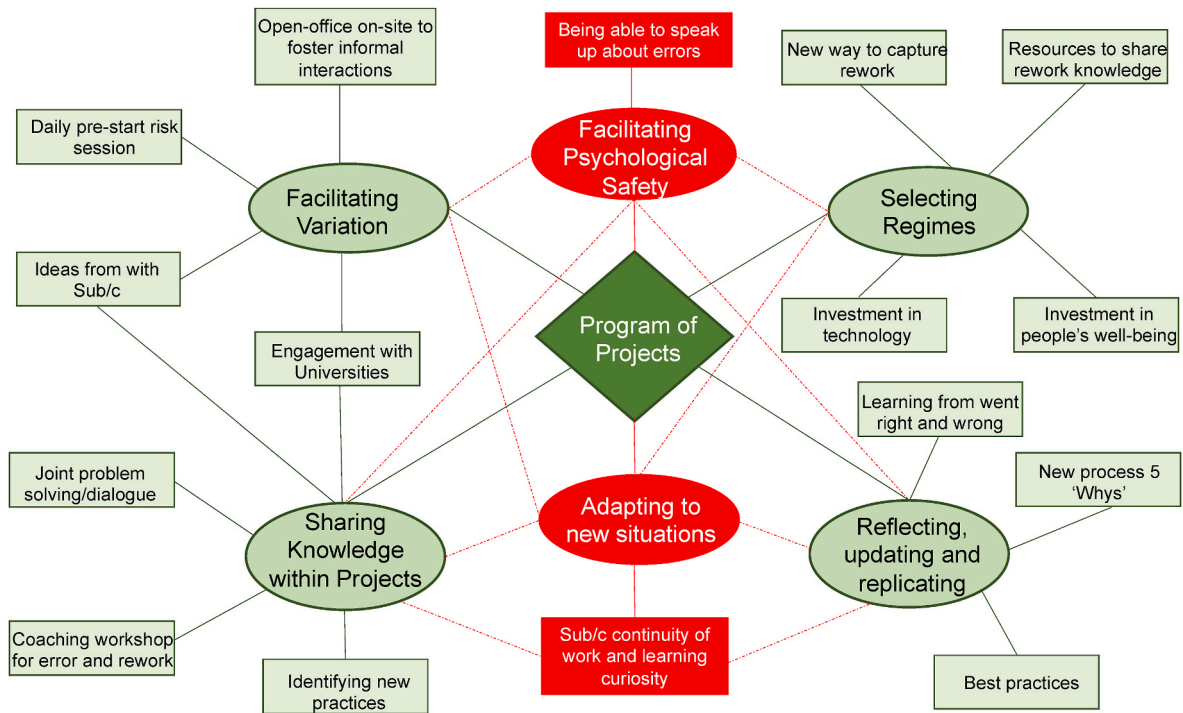 Open-office on-site to
foster informal
interactions
Being able to speak
up about errors
New way to capture
rework
Resources to share
rework knowledge
Daily pre-start risk
session
Facilitating
Psychological
Safety
Facilitating
Variation
Selecting
Regimes
Ideas from with
Sub/c
Program of
Projects
Investment in
technology
Investment in
people's well-being
Engagement with
Universities
Learning from went
right and wrong
Joint problem
solving/dialogue
New process 5
‘Whys’
Sharing
Knowledge
within Projects
Adapting to
new situations
Reflecting,
updating and
replicating
Coaching workshop
for error and rework
Identifying new
practices
Sub/c continuity of
work and learning
curiosity
Best practices